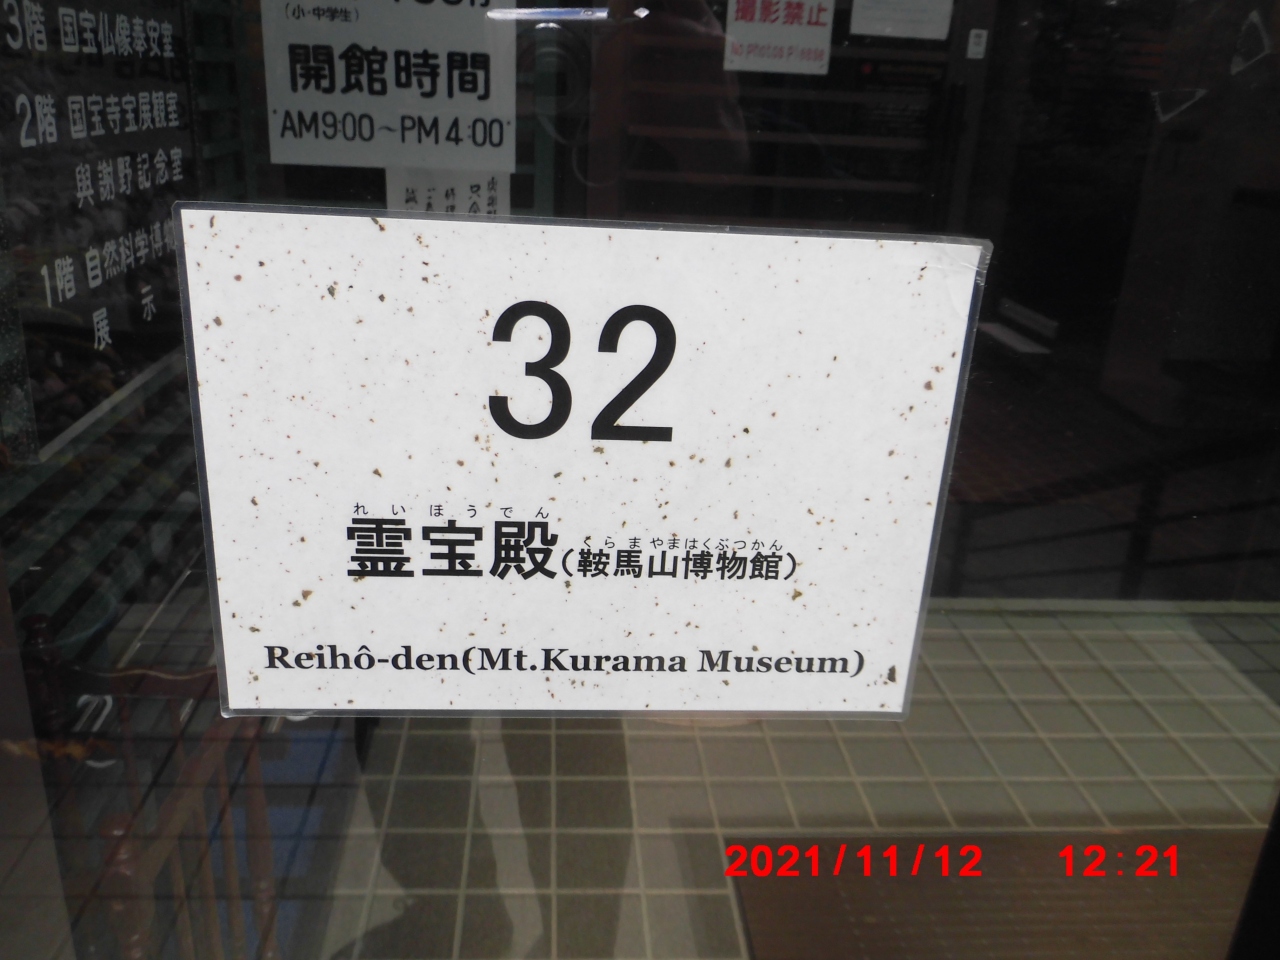 3階 国宝仏像奉安室
2階 国宝寺宝展観室
與謝野記念室
1階 自然科学博物
展示
(小・中学生)
開館時間
AM9:00~PM4:00
撮影禁止
No Photos Please
32
れいほうでん くらまやまはくぶつかん
霊宝殿(鞍馬山博物館)
Reihô-den(Mt.Kurama Museum)
2021/11/12 12:21